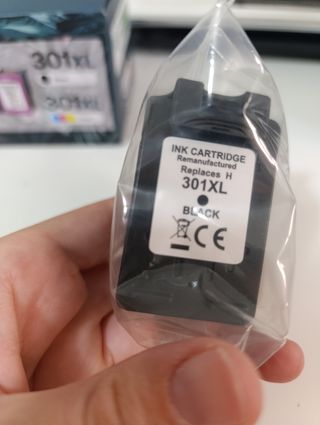 301XL
301XL
INK CARTRIDGE
Remanufactured
Replaces H
301XL
BLACK
CE